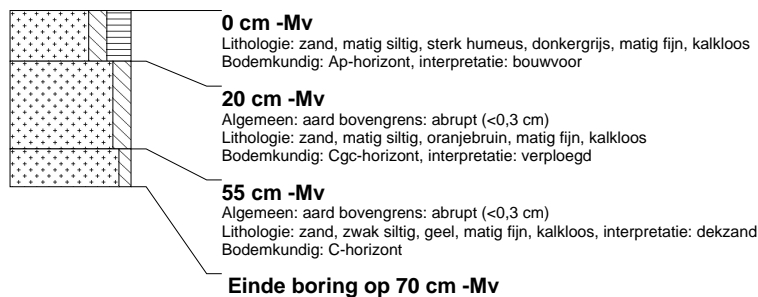 0 cm -Mv
Lithologie: zand, matig siltig, sterk humeus, donkergrijs, matig fijn, kalkloos
Bodemkundig: Ap-horizont, interpretatie: bouwvoor
20 cm -Mv
Algemeen: aard bovengrens: abrupt (<0,3 cm)
Lithologie: zand, matig siltig, oranjebruin, matig fijn, kalkloos
Bodemkundig: Cgc-horizont, interpretatie: verploegd
55 cm -Mv
Algemeen: aard bovengrens: abrupt (<0,3 cm)
Lithologie: zand, zwak siltig, geel, matig fijn, kalkloos, interpretatie: dekzand
Bodemkundig: C-horizont
Einde boring op 70 cm -Mv